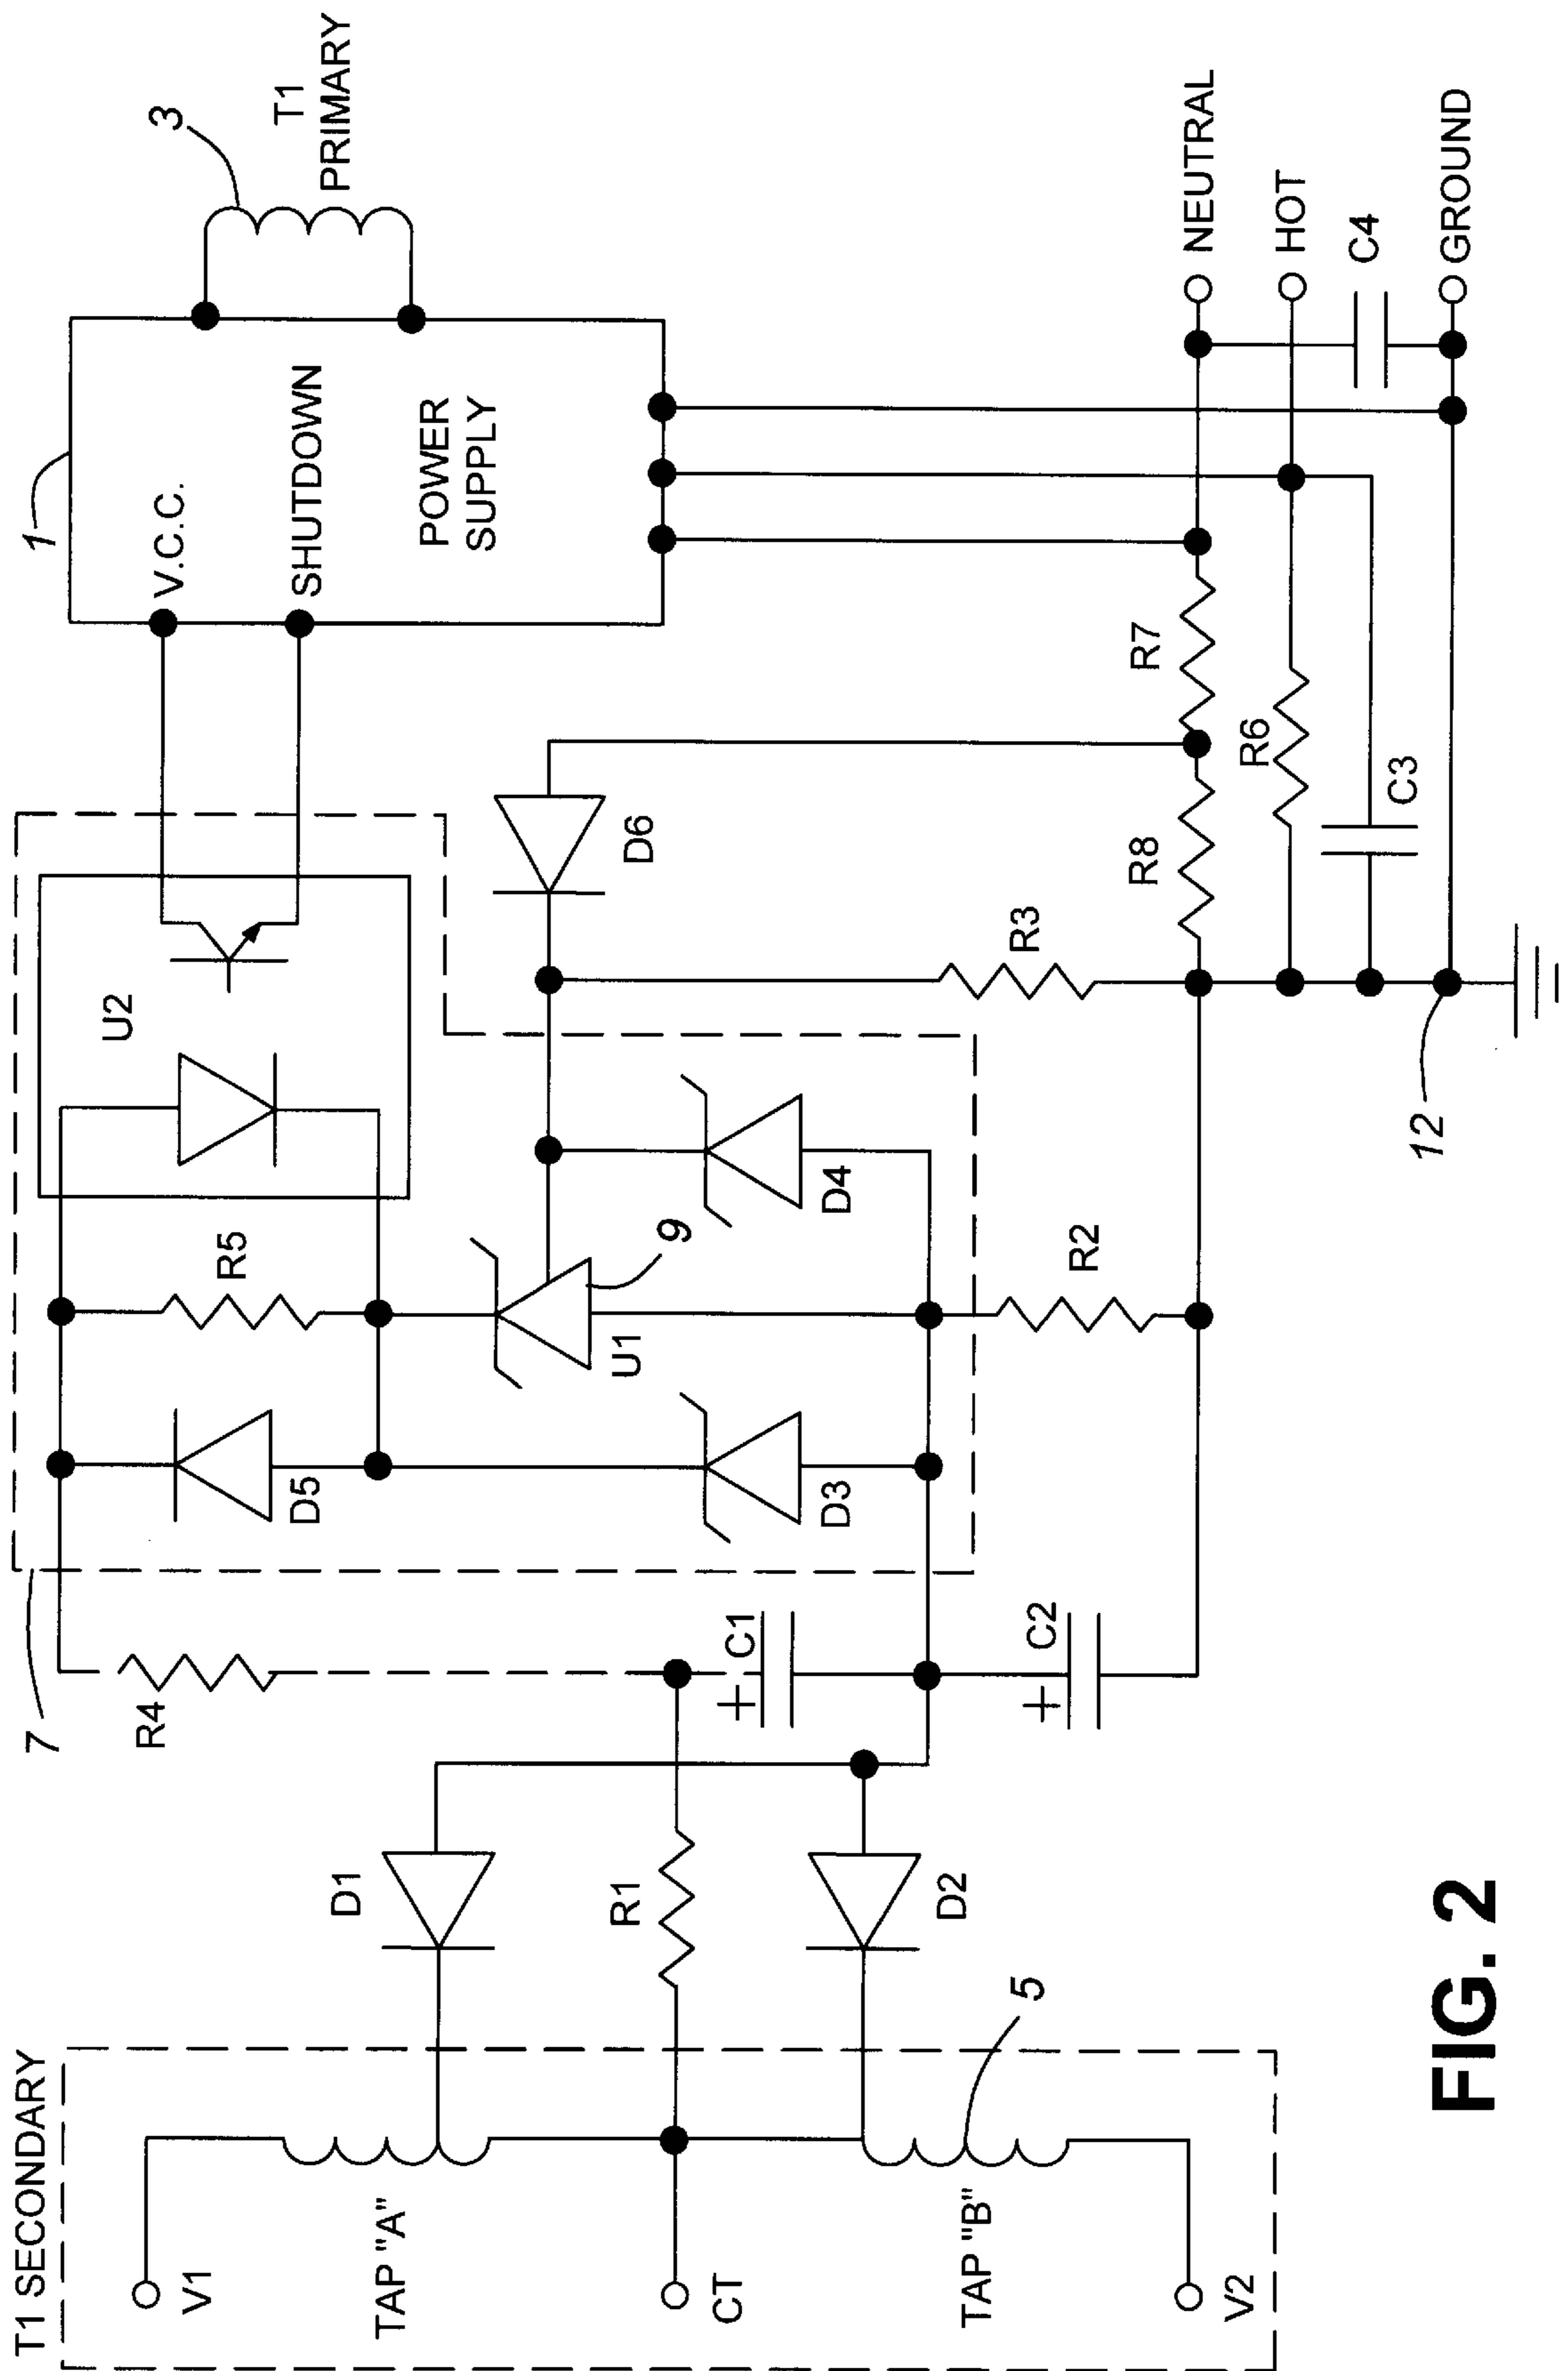 T1 SECONDARY
V1
TAP "A"
CT
TAP "B"
V2
5
D1
R1
D2
7
R4
+
C1
+
C2
D5
R5
U2
D3
U1
9
D4
R2
D6
R3
R8
R7
R6
C3
12
1
V.C.C.
SHUTDOWN
POWER
SUPPLY
3
T1
PRIMARY
NEUTRAL
HOT
C4
GROUND
FIG. 2